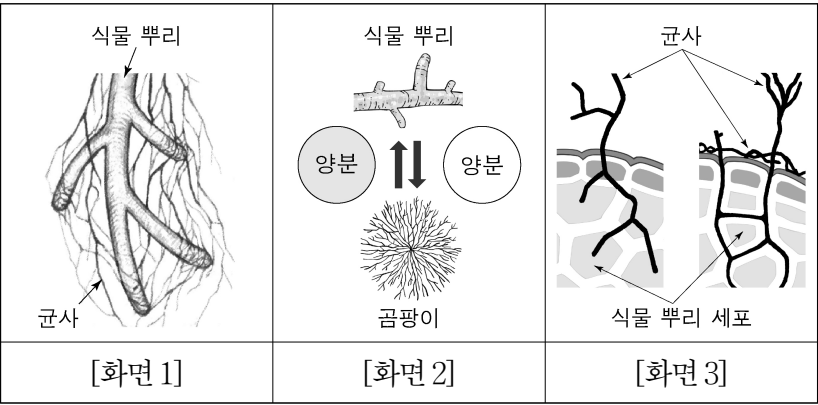 식물 뿌리
균사
[화면 1]
식물 뿌리
양분
양분
곰팡이
[화면 2]
균사
식물 뿌리 세포
[화면 3]